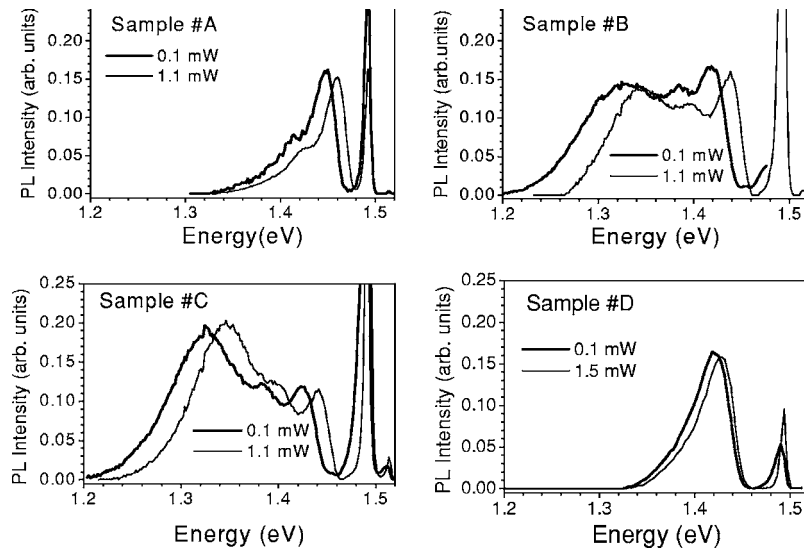 Sample #A
0.1 mW
1.1 mW
PL Intensity (arb. units)
0.20
0.15
0.10
0.05
0.00
1.2 1.3 1.4 1.5
Energy(eV)
Sample #B
0.1 mW
1.1 mW
PL Intensity (arb. units)
0.20
0.15
0.10
0.05
0.00
1.2 1.3 1.4 1.5
Energy (eV)
Sample #C
0.1 mW
1.1 mW
PL Intensity (arb. units)
0.25
0.20
0.15
0.10
0.05
0.00
1.2 1.3 1.4 1.5
Energy (eV)
Sample #D
0.1 mW
1.5 mW
PL Intensity (arb. units)
0.25
0.20
0.15
0.10
0.05
0.00
1.2 1.3 1.4 1.5
Energy (eV)